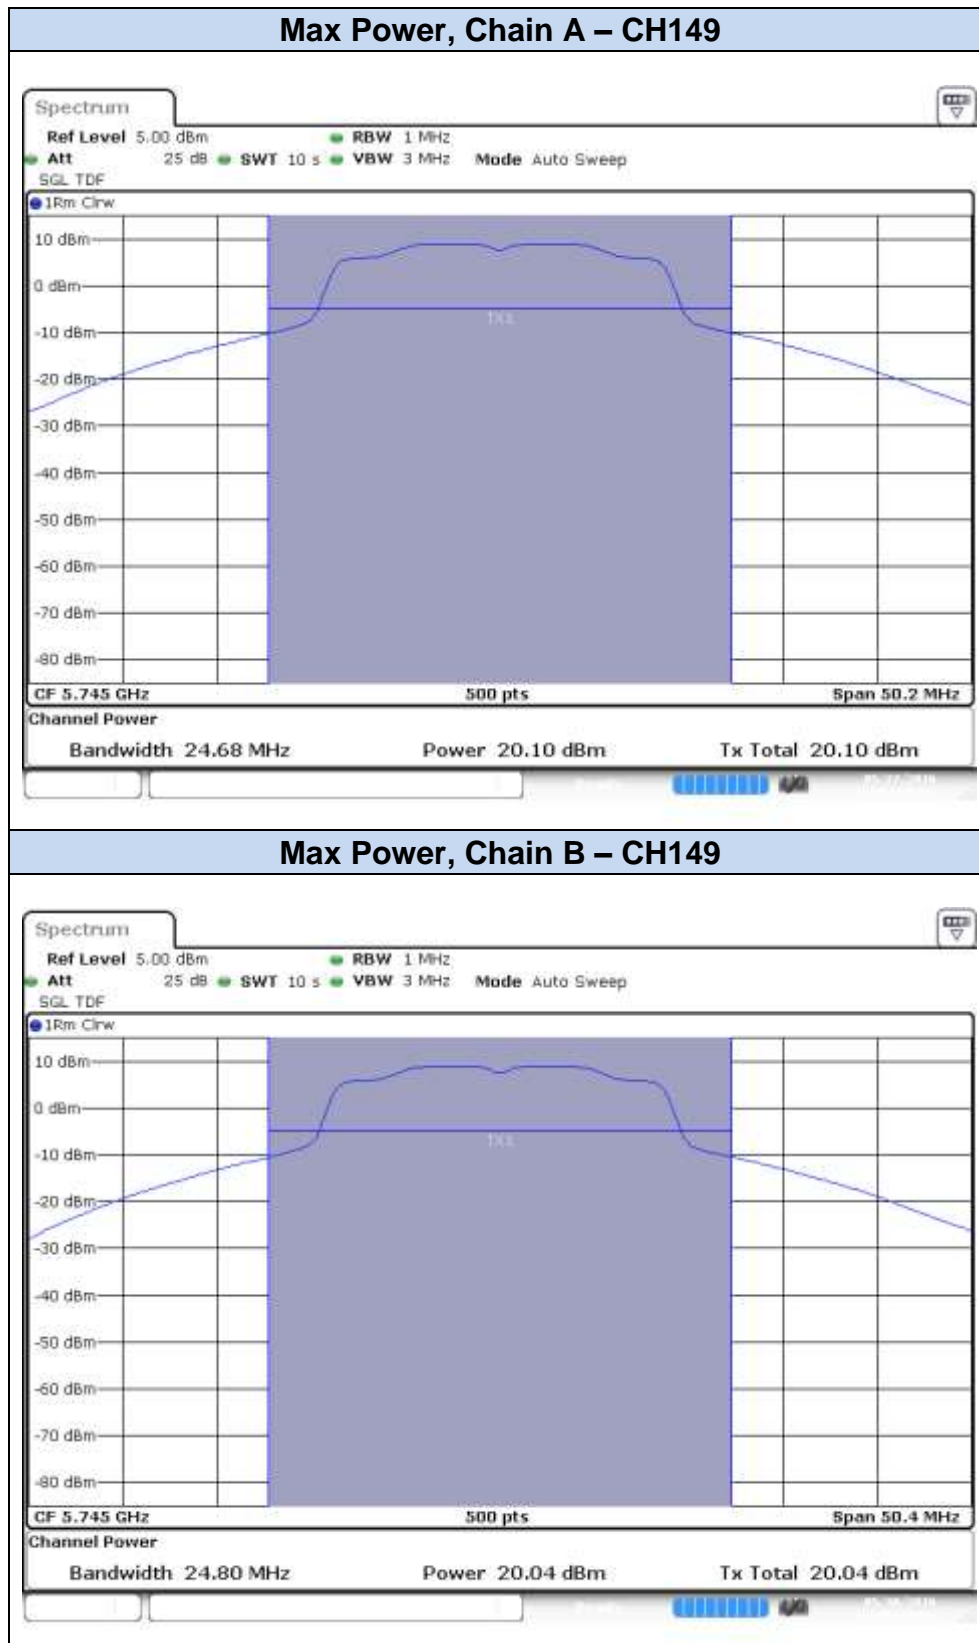 Max Power, Chain A – CH149
Spectrum
Ref Level 5.00 dBm RBW 1 MHz
Att 25 dB SWT 10 s VBW 3 MHz Mode Auto Sweep
SGL TDF
1Rm Clrw
10 dBm
0 dBm
TX1
-10 dBm
-20 dBm
-30 dBm
-40 dBm
-50 dBm
-60 dBm
-70 dBm
-80 dBm
CF 5.745 GHz 500 pts Span 50.2 MHz
Channel Power
Bandwidth 24.68 MHz Power 20.10 dBm Tx Total 20.10 dBm
Max Power, Chain B – CH149
Spectrum
Ref Level 5.00 dBm RBW 1 MHz
Att 25 dB SWT 10 s VBW 3 MHz Mode Auto Sweep
SGL TDF
1Rm Clrw
10 dBm
0 dBm
TX1
-10 dBm
-20 dBm
-30 dBm
-40 dBm
-50 dBm
-60 dBm
-70 dBm
-80 dBm
CF 5.745 GHz 500 pts Span 50.4 MHz
Channel Power
Bandwidth 24.80 MHz Power 20.04 dBm Tx Total 20.04 dBm